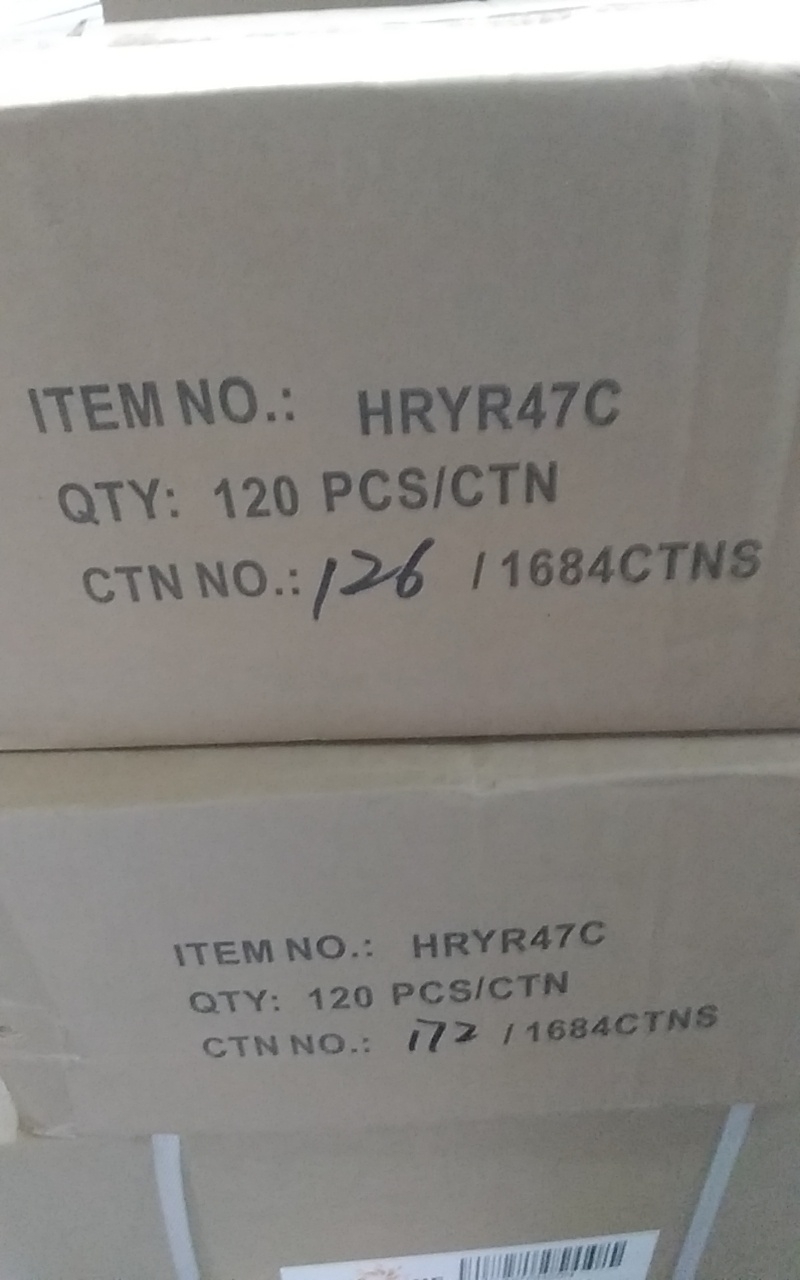 ITEM NO.: HRYR47C
QTY: 120 PCS/CTN
CTN NO.: 126 / 1684CTNS
ITEM NO.: HRYR47C
QTY: 120 PCS/CTN
CTN NO.: 172 / 1684CTNS